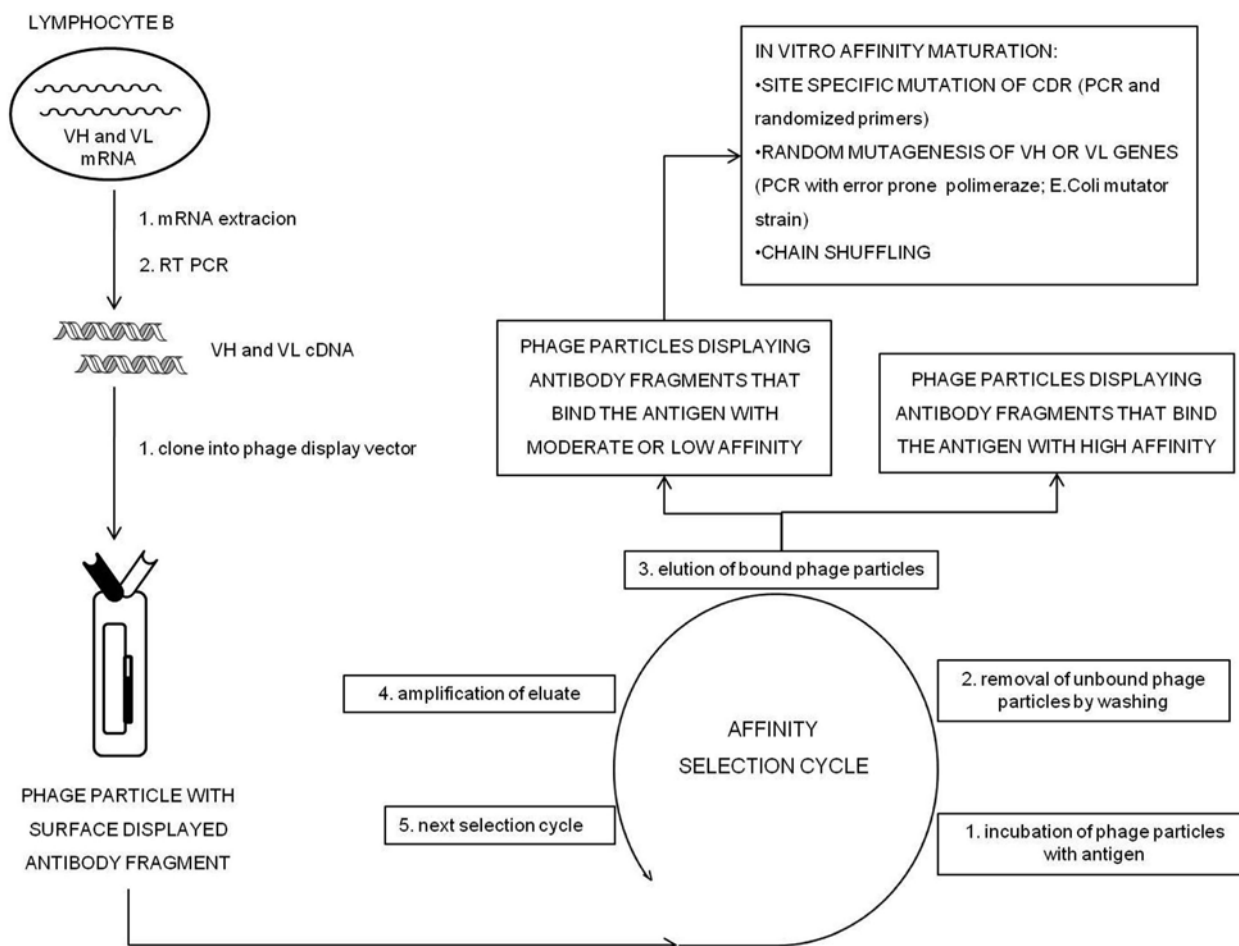 LYMPHOCYTE B
VH and VL
mRNA
1. mRNA extracion
2. RT PCR
VH and VL cDNA
1. clone into phage display vector
PHAGE PARTICLE WITH
SURFACE DISPLAYED
ANTIBODY FRAGMENT
IN VITRO AFFINITY MATURATION:
•SITE SPECIFIC MUTATION OF CDR (PCR and
randomized primers)
•RANDOM MUTAGENESIS OF VH OR VL GENES
(PCR with error prone polimeraze; E.Coli mutator
strain)
•CHAIN SHUFFLING
PHAGE PARTICLES DISPLAYING
ANTIBODY FRAGMENTS THAT
BIND THE ANTIGEN WITH
MODERATE OR LOW AFFINITY
PHAGE PARTICLES DISPLAYING
ANTIBODY FRAGMENTS THAT BIND
THE ANTIGEN WITH HIGH AFFINITY
3. elution of bound phage particles
4. amplification of eluate
2. removal of unbound phage
particles by washing
AFFINITY
SELECTION CYCLE
5. next selection cycle
1. incubation of phage particles
with antigen